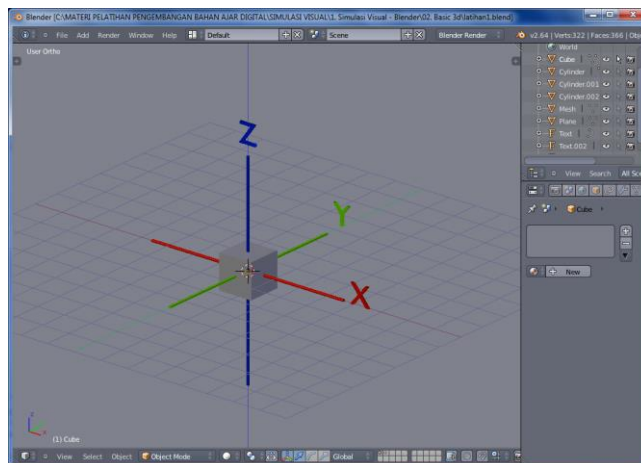 Blender [C:\MATERI PELATIHAN PENGEMBANGAN BAHAN AJAR DIGITAL\SIMULASI VISUAL\1. Simulasi Visual - Blender\02. Basic 3d\latihan1.blend]
File Add Render Window Help Default Scene Blender Render v2.64 | Verts:322 | Faces:366 | Obj
User Ortho
World
Cube
Cylinder
Cylinder.001
Cylinder.002
Mesh
Plane
Text
Text.002
View Search All Sce
Cube
New
Z
Y
X
(1) Cube
View Select Object Object Mode Global